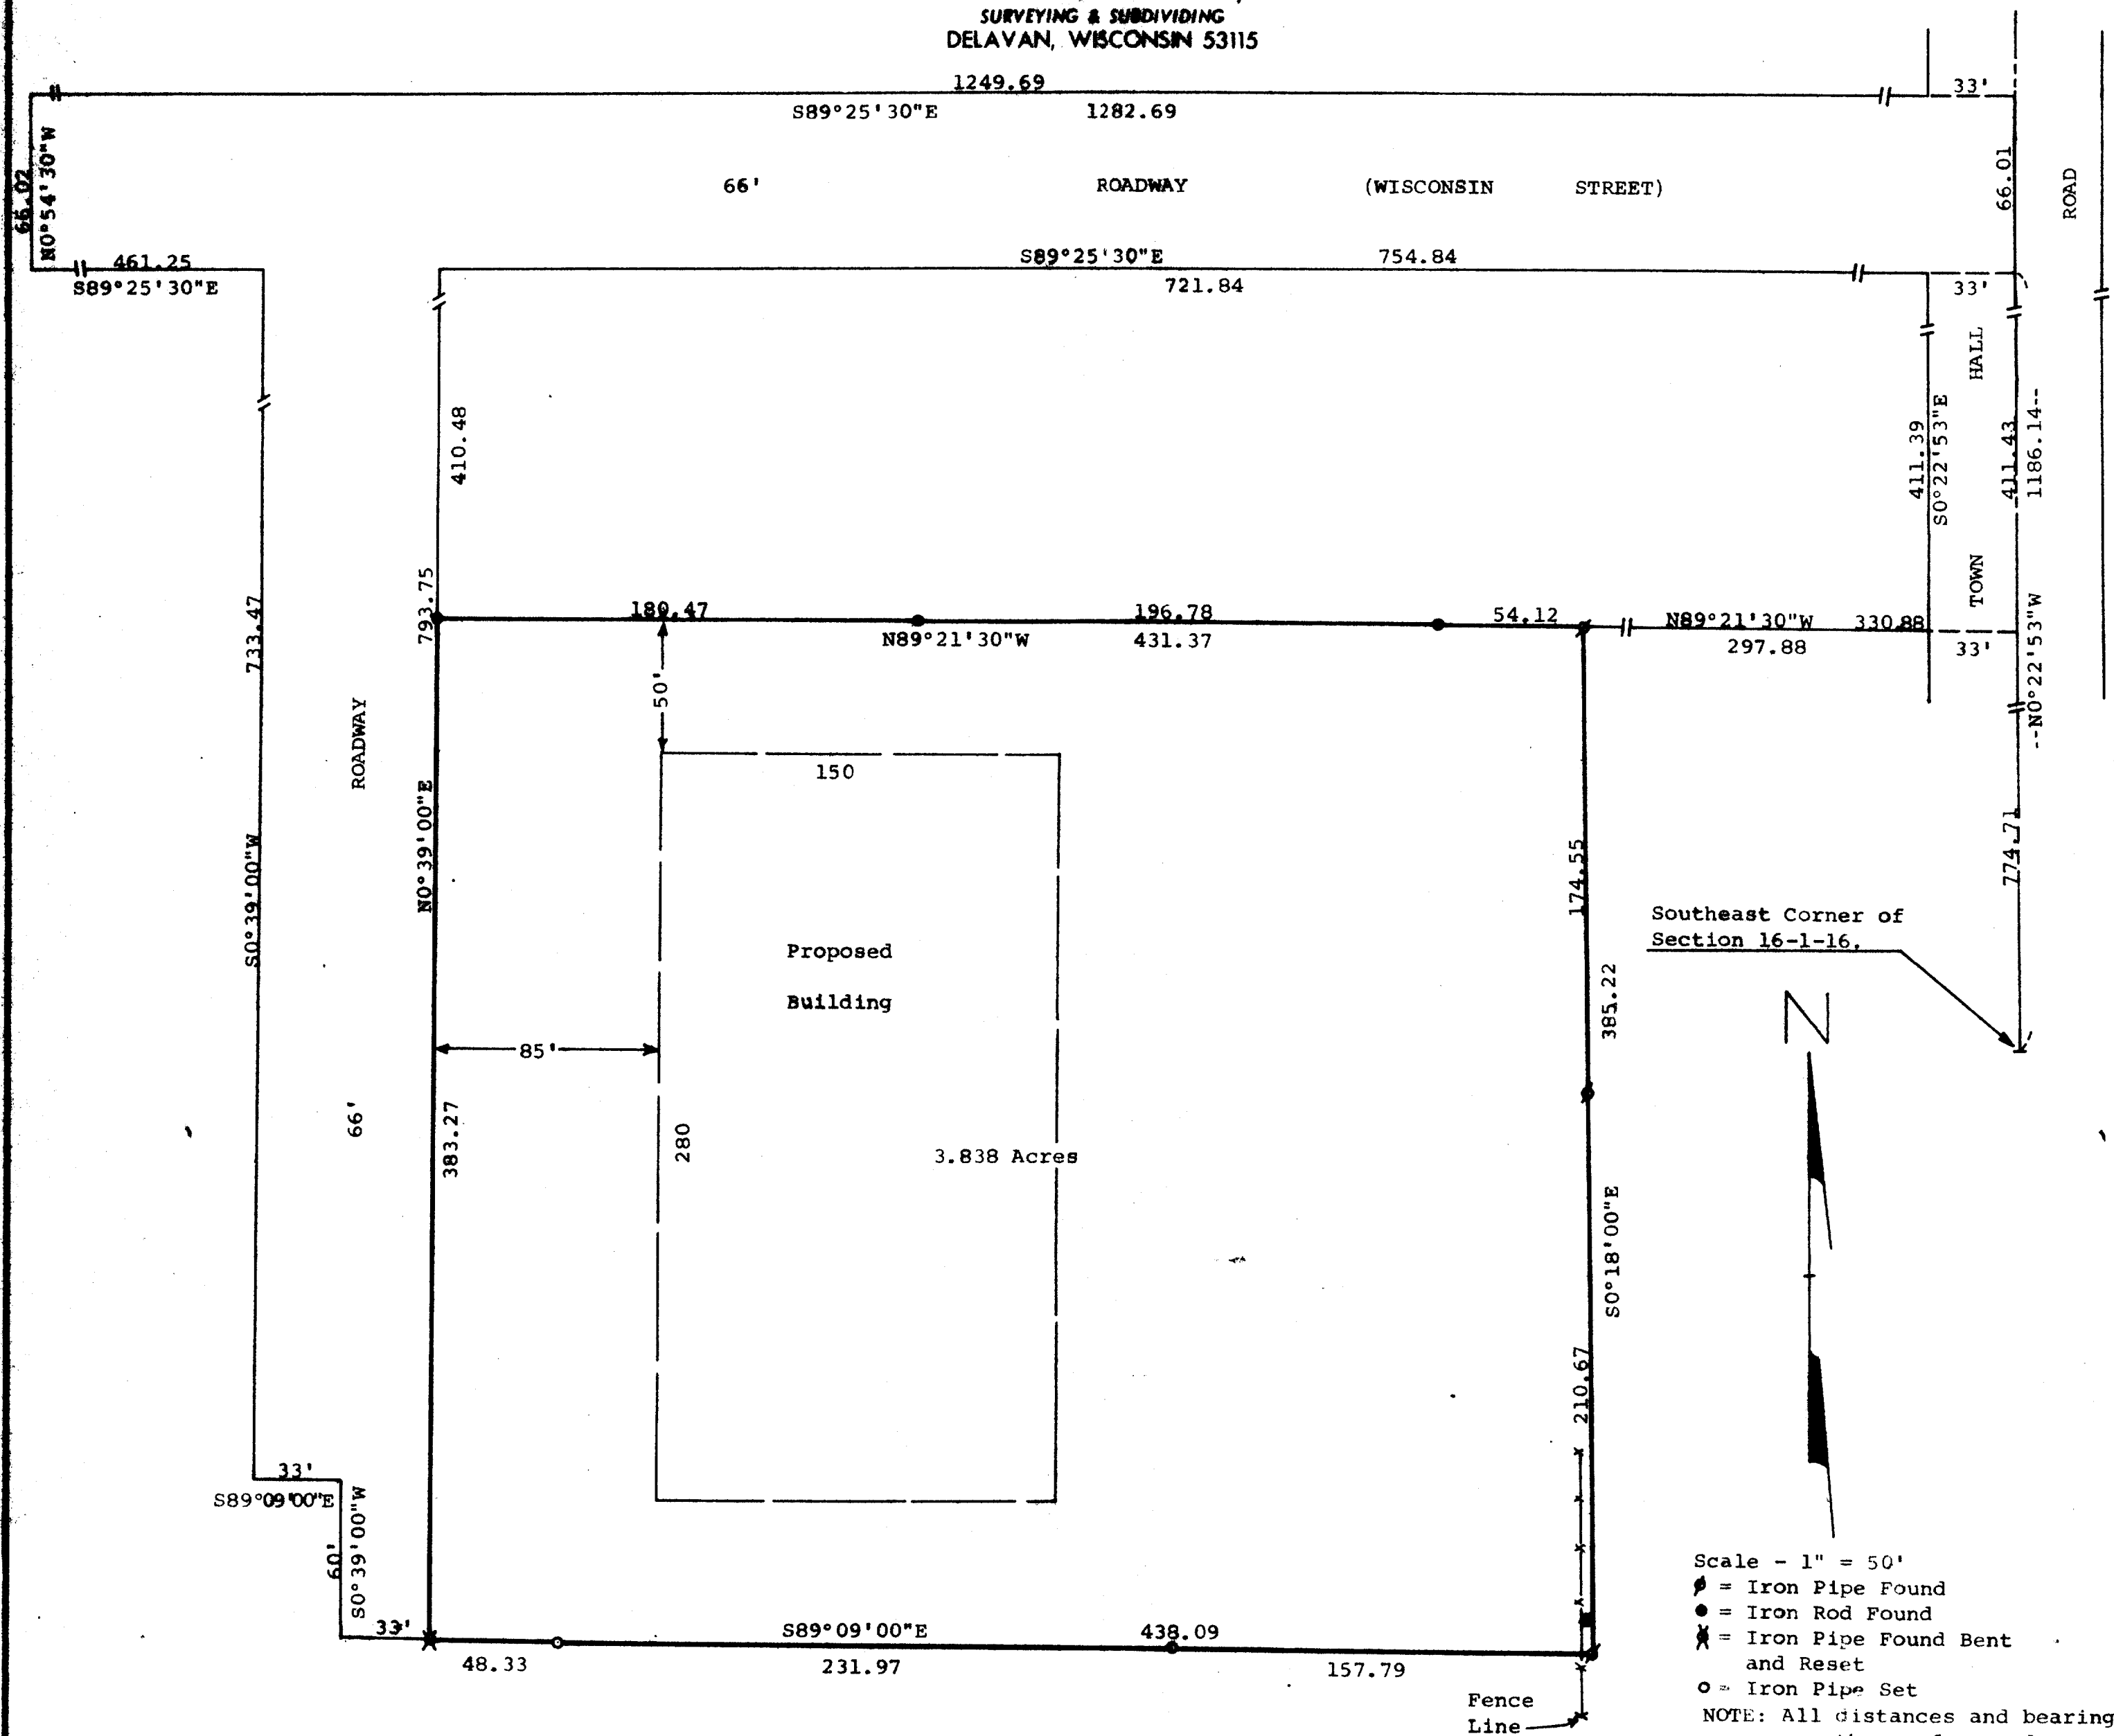 SURVEYING & SUBDIVIDING
DELAVAN, WISCONSIN 53115
1249.69
33'
S89°25'30"E 1282.69
66.02
N0°54'30"W
66' ROADWAY (WISCONSIN STREET)
66.01
ROAD
461.25
S89°25'30"E
S89°25'30"E 754.84
721.84
33'
HALL
410.48
411.39
S0°22'53"E
411.43
1186.14--
TOWN
--N0°22'53"W
733.47
793.75
180.47
196.78
54.12
N89°21'30"W 431.37
N89°21'30"W 330.88
297.88
33'
50'
ROADWAY
150
N0°39'00"E
S0°39'00"W
174.55
774.71
Southeast Corner of
Section 16-1-16.
Proposed
Building
385.22
N
85'
66'
383.27
280
3.838 Acres
S0°18'00"E
210.67
33'
S89°09'00"E
60'
S0°39'00"W
33'
S89°09'00"E 438.09
48.33
231.97
157.79
Fence
Line
Scale - 1" = 50'
= Iron Pipe Found
= Iron Rod Found
= Iron Pipe Found Bent
and Reset
= Iron Pipe Set
NOTE: All distances and bearing